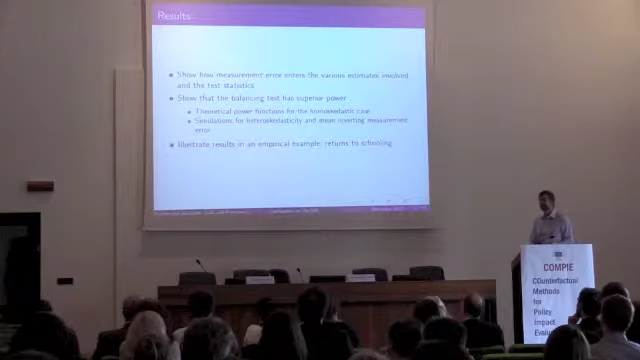 Results
Show how measurement error enters the various estimates involved
and the test statistics
Show that the balancing test has superior power
Theoretical power functions for the homoskedastic case
Simulations for heteroskedasticity and mean reverting measurement
error
Illustrate results in an empirical example: returns to schooling
COMPIE
COunterfactual
Methods
for
Policy
Impact